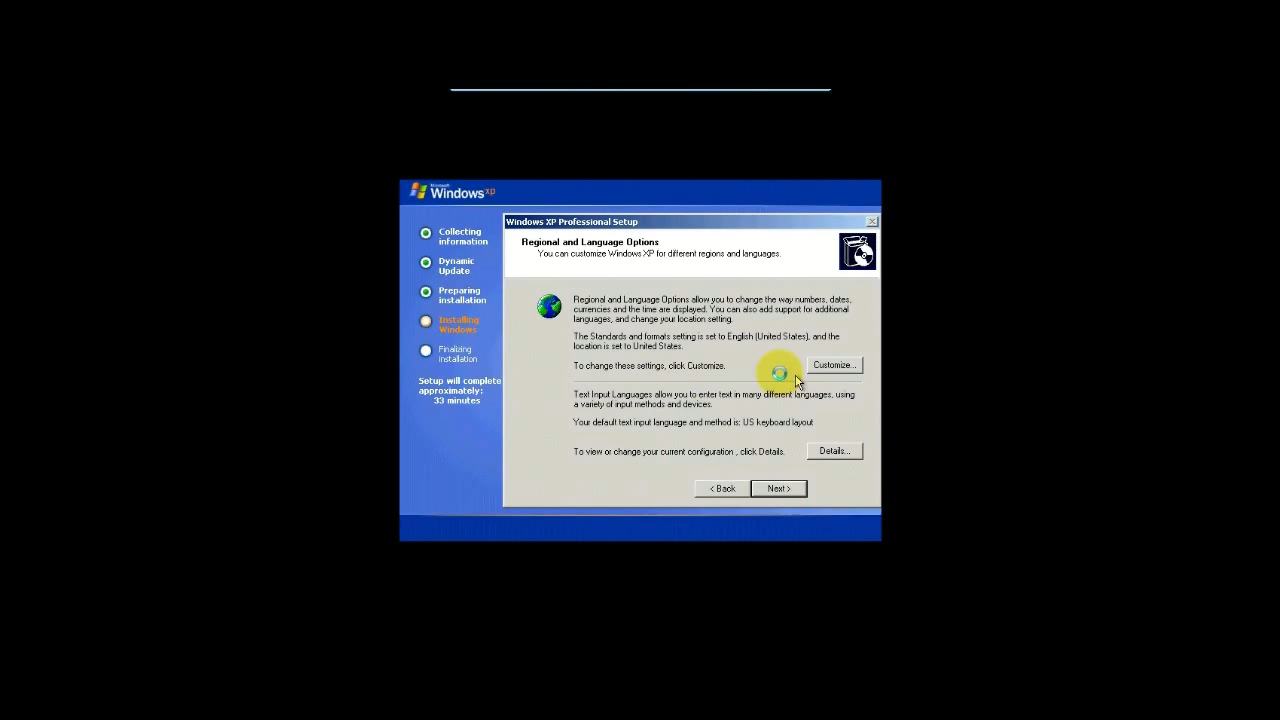 Microsoft
Windows xp
Collecting
information
Dynamic
Update
Preparing
installation
Installing
Windows
Finalizing
installation
Setup will complete
approximately:
33 minutes
Windows XP Professional Setup
Regional and Language Options
You can customize Windows XP for different regions and languages.
Regional and Language Options allow you to change the way numbers, dates,
currencies and the time are displayed. You can also add support for additional
languages, and change your location setting.
The Standards and formats setting is set to English (United States), and the
location is set to United States.
To change these settings, click Customize.
Customize...
Text Input Languages allow you to enter text in many different languages, using
a variety of input methods and devices.
Your default text input language and method is: US keyboard layout
To view or change your current configuration , click Details.
Details...
< Back
Next >